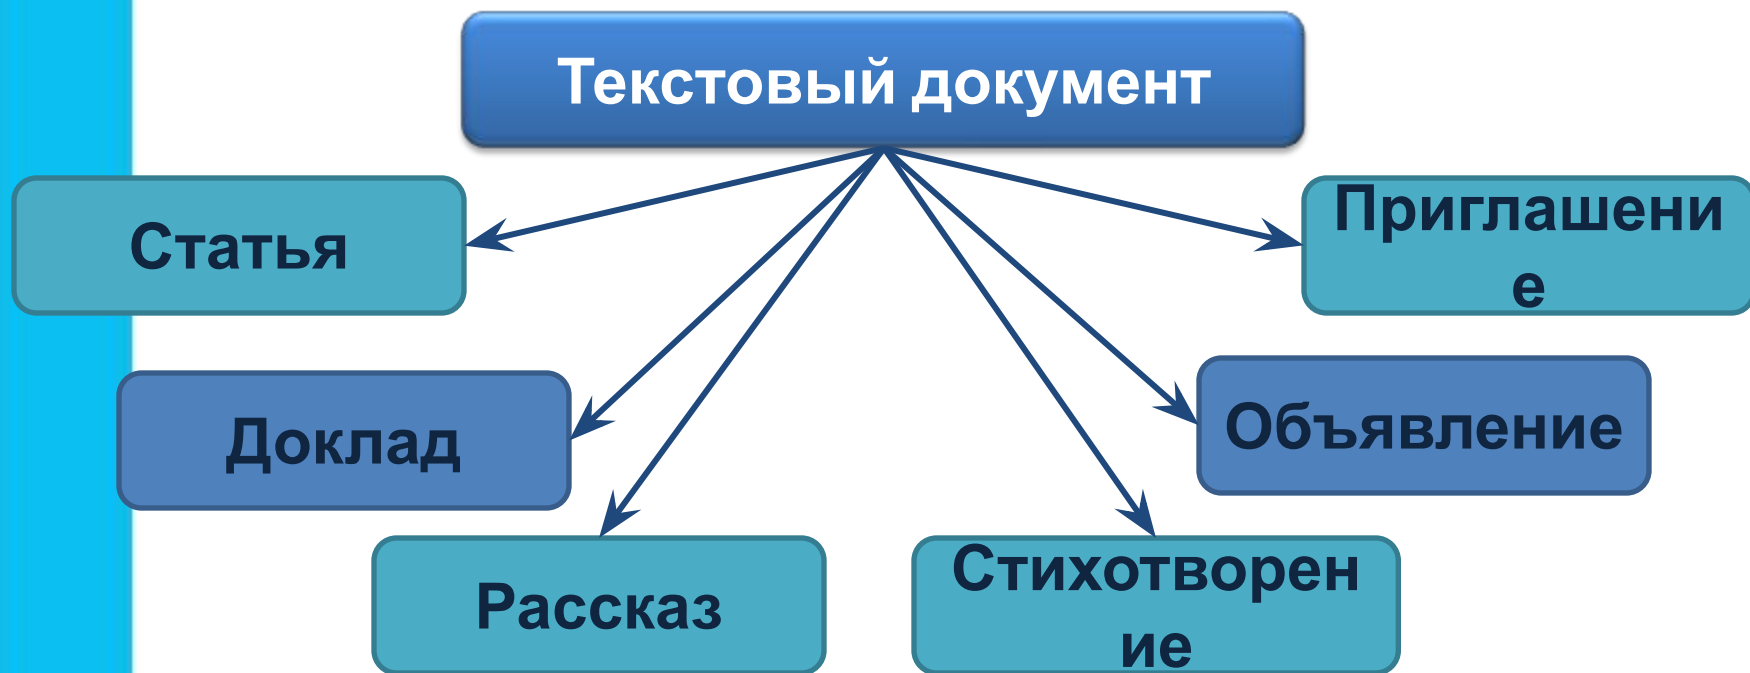 Текстовый документ
Статья
Приглашени
е
Доклад
Объявление
Рассказ
Стихотворен
ие